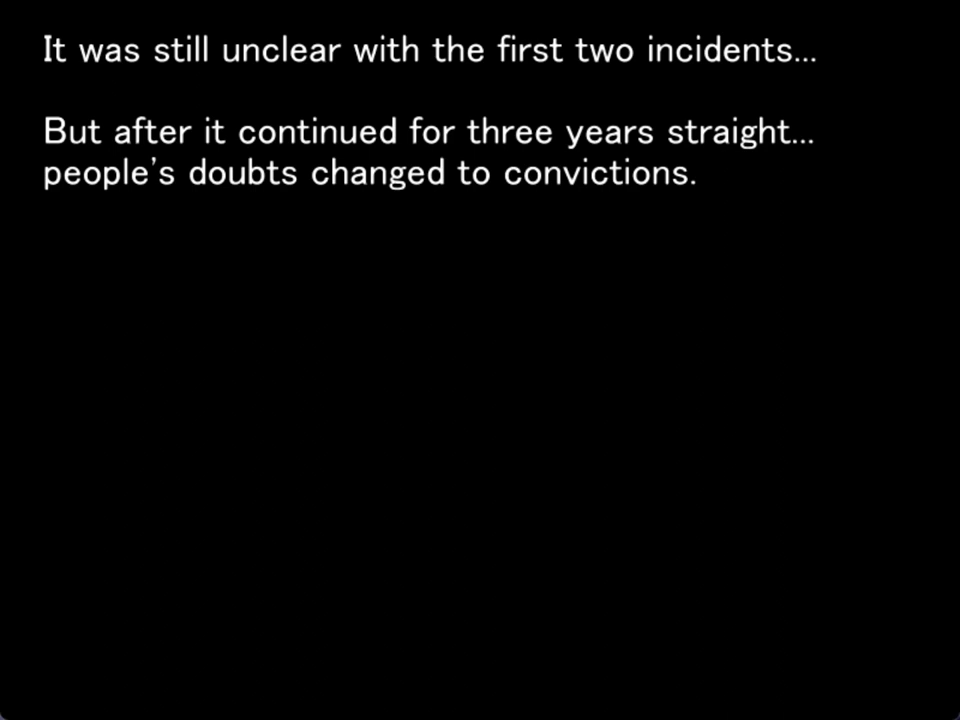 It was still unclear with the first two incidents...
But after it continued for three years straight...
people's doubts changed to convictions.